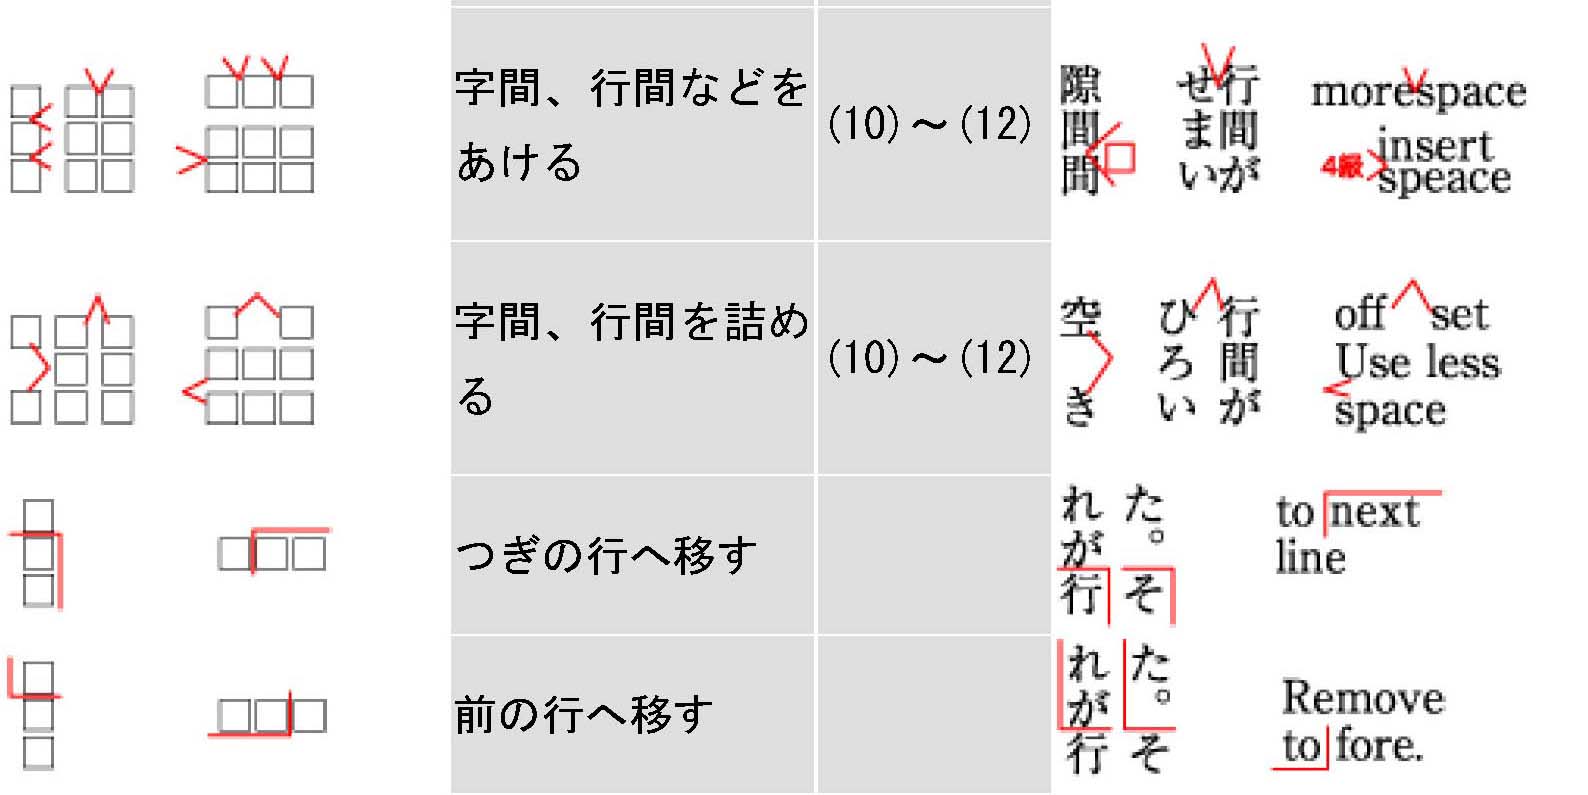 字間、行間などを
あける
(10)～(12)
隙間間
行間が
せまい
morespace
insert
4級
speace
字間、行間を詰め
る
(10)～(12)
空き
行間が
ひろい
off set
Use less
space
つぎの行へ移す
た。そ
れが行
to next
line
前の行へ移す
た。そ
れが行
Remove
to fore.